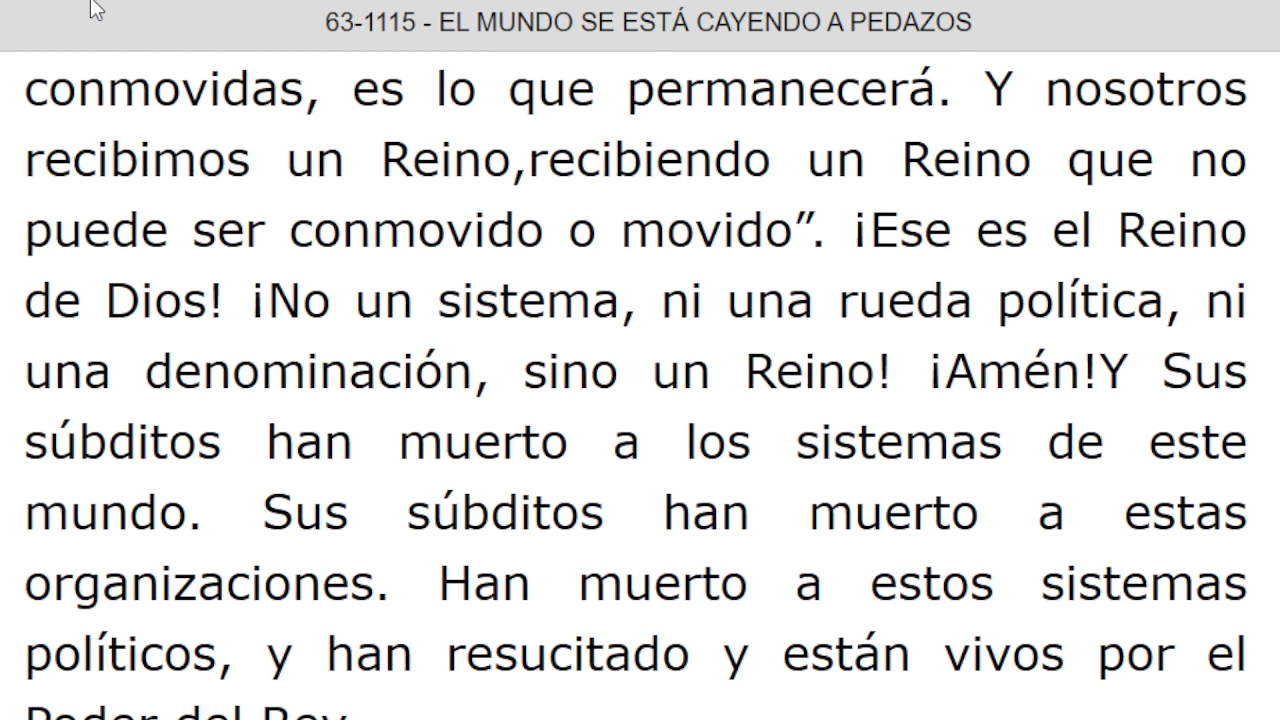 63-1115 - EL MUNDO SE ESTÁ CAYENDO A PEDAZOS
conmovidas, es lo que permanecerá. Y nosotros
recibimos un Reino,recibiendo un Reino que no
puede ser conmovido o movido”. ¡Ese es el Reino
de Dios! ¡No un sistema, ni una rueda política, ni
una denominación, sino un Reino! ¡Amén!Y Sus
súbditos han muerto a los sistemas de este
mundo. Sus súbditos han muerto a estas
organizaciones. Han muerto a estos sistemas
políticos, y han resucitado y están vivos por el
Poder del Rey